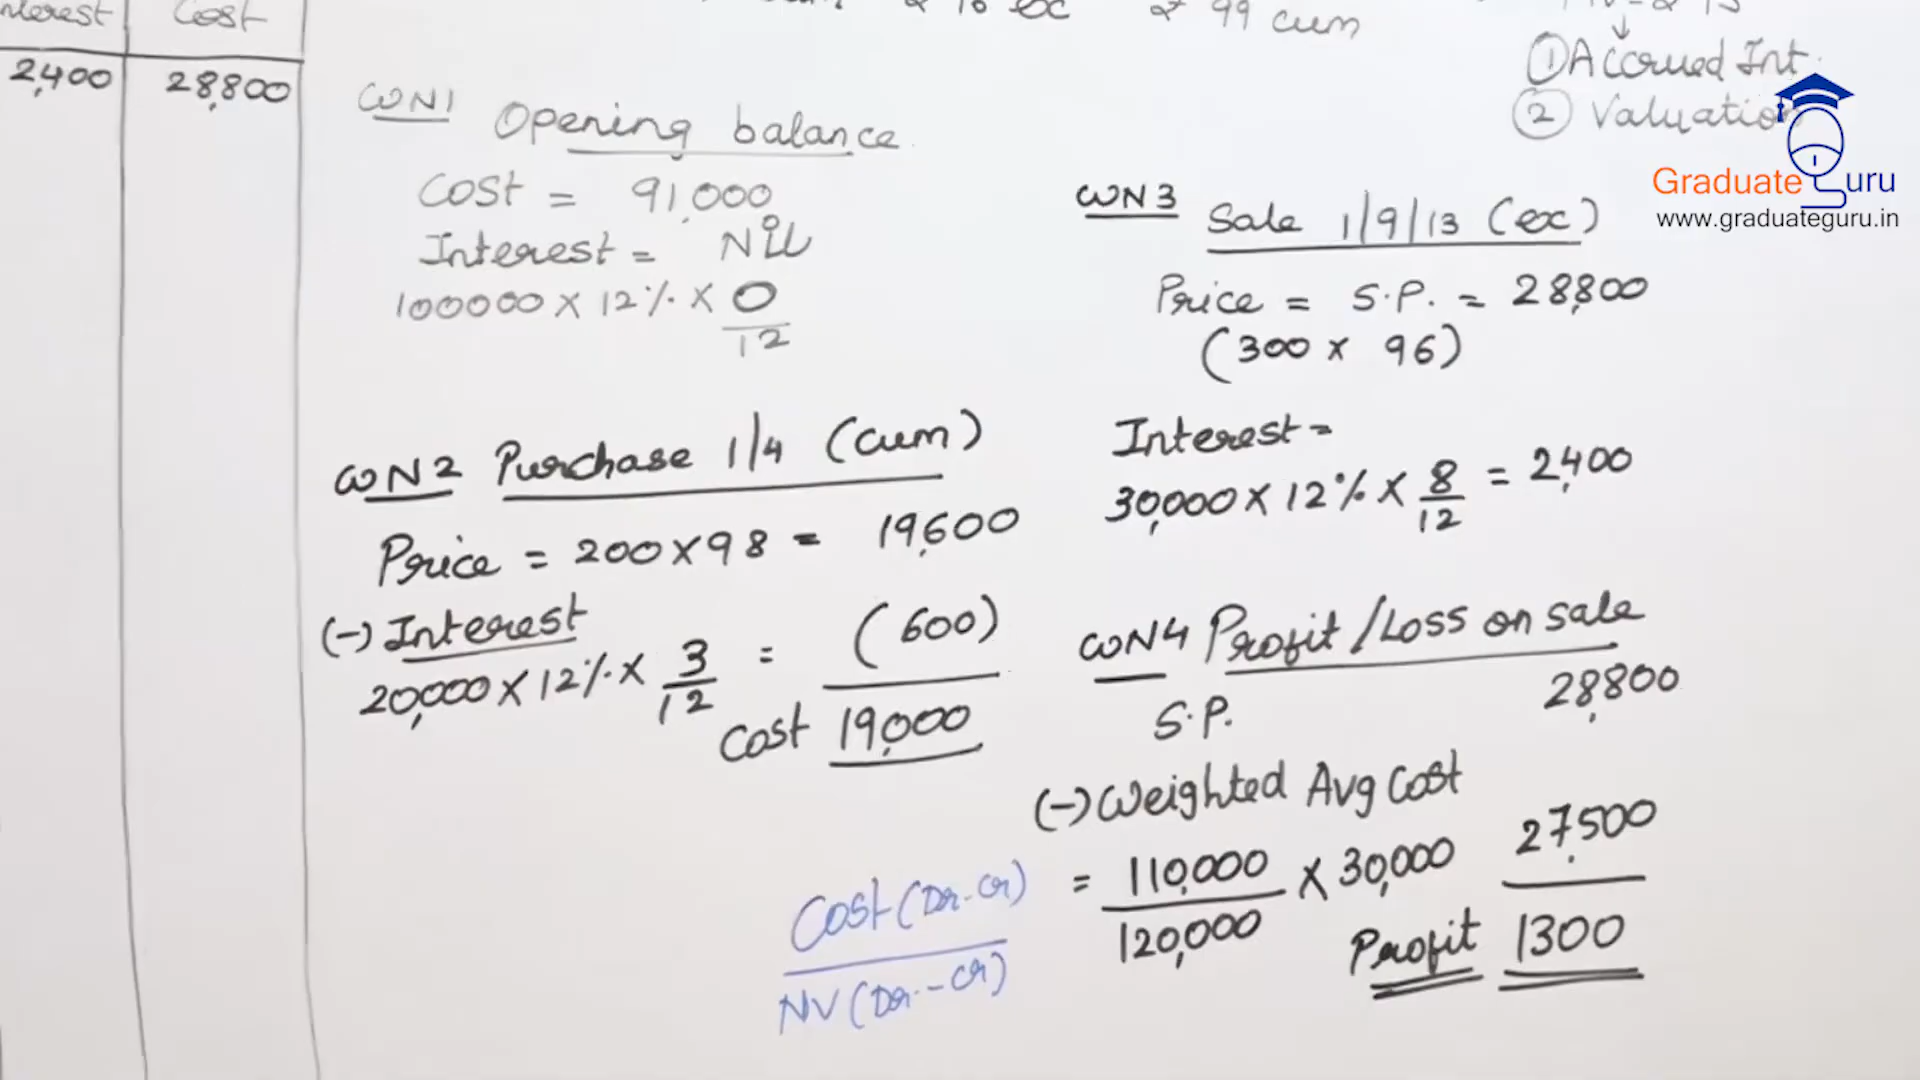 Interest Cost
2,400 28,800
₹ 99 cum
① Accrued Int.
② Valuation
Graduate Guru
www.graduateguru.in
WN1 Opening balance
Cost = 91,000
Interest = Nil
100000 x 12% x 0/12
WN2 Purchase 1/4 (cum)
Price = 200 x 98 = 19,600
(-) Interest
20,000 x 12% x 3/12 = (600)
Cost 19,000
WN3 Sale 1/9/13 (ex)
Price = S.P. = 28,800
(300 x 96)
Interest =
30,000 x 12% x 8/12 = 2,400
WN4 Profit/Loss on sale
S.P. 28,800
(-) Weighted Avg Cost
= 110,000/120,000 x 30,000 27,500
Profit 1300
Cost (Dr.-Cr)
NV (Dr.-Cr)